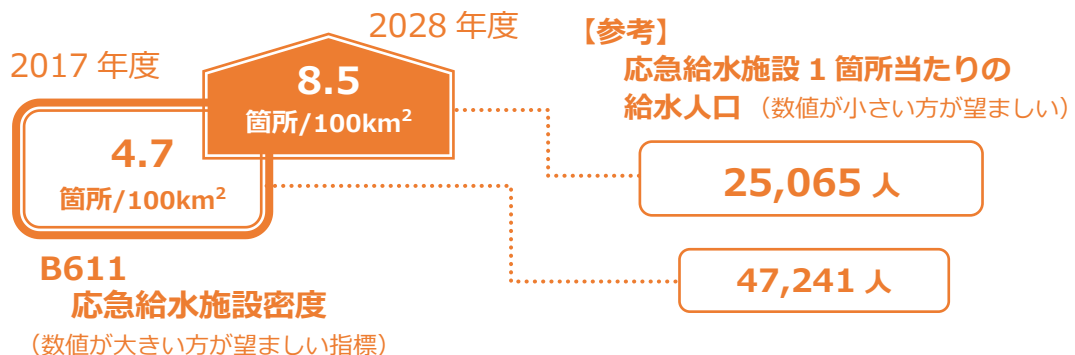 2017 年度
4.7
箇所/100km²
2028 年度
8.5
箇所/100km²
B611
応急給水施設密度
（数値が大きい方が望ましい指標）
【参考】
応急給水施設 1 箇所当たりの
給水人口 （数値が小さい方が望ましい）
25,065 人
47,241 人